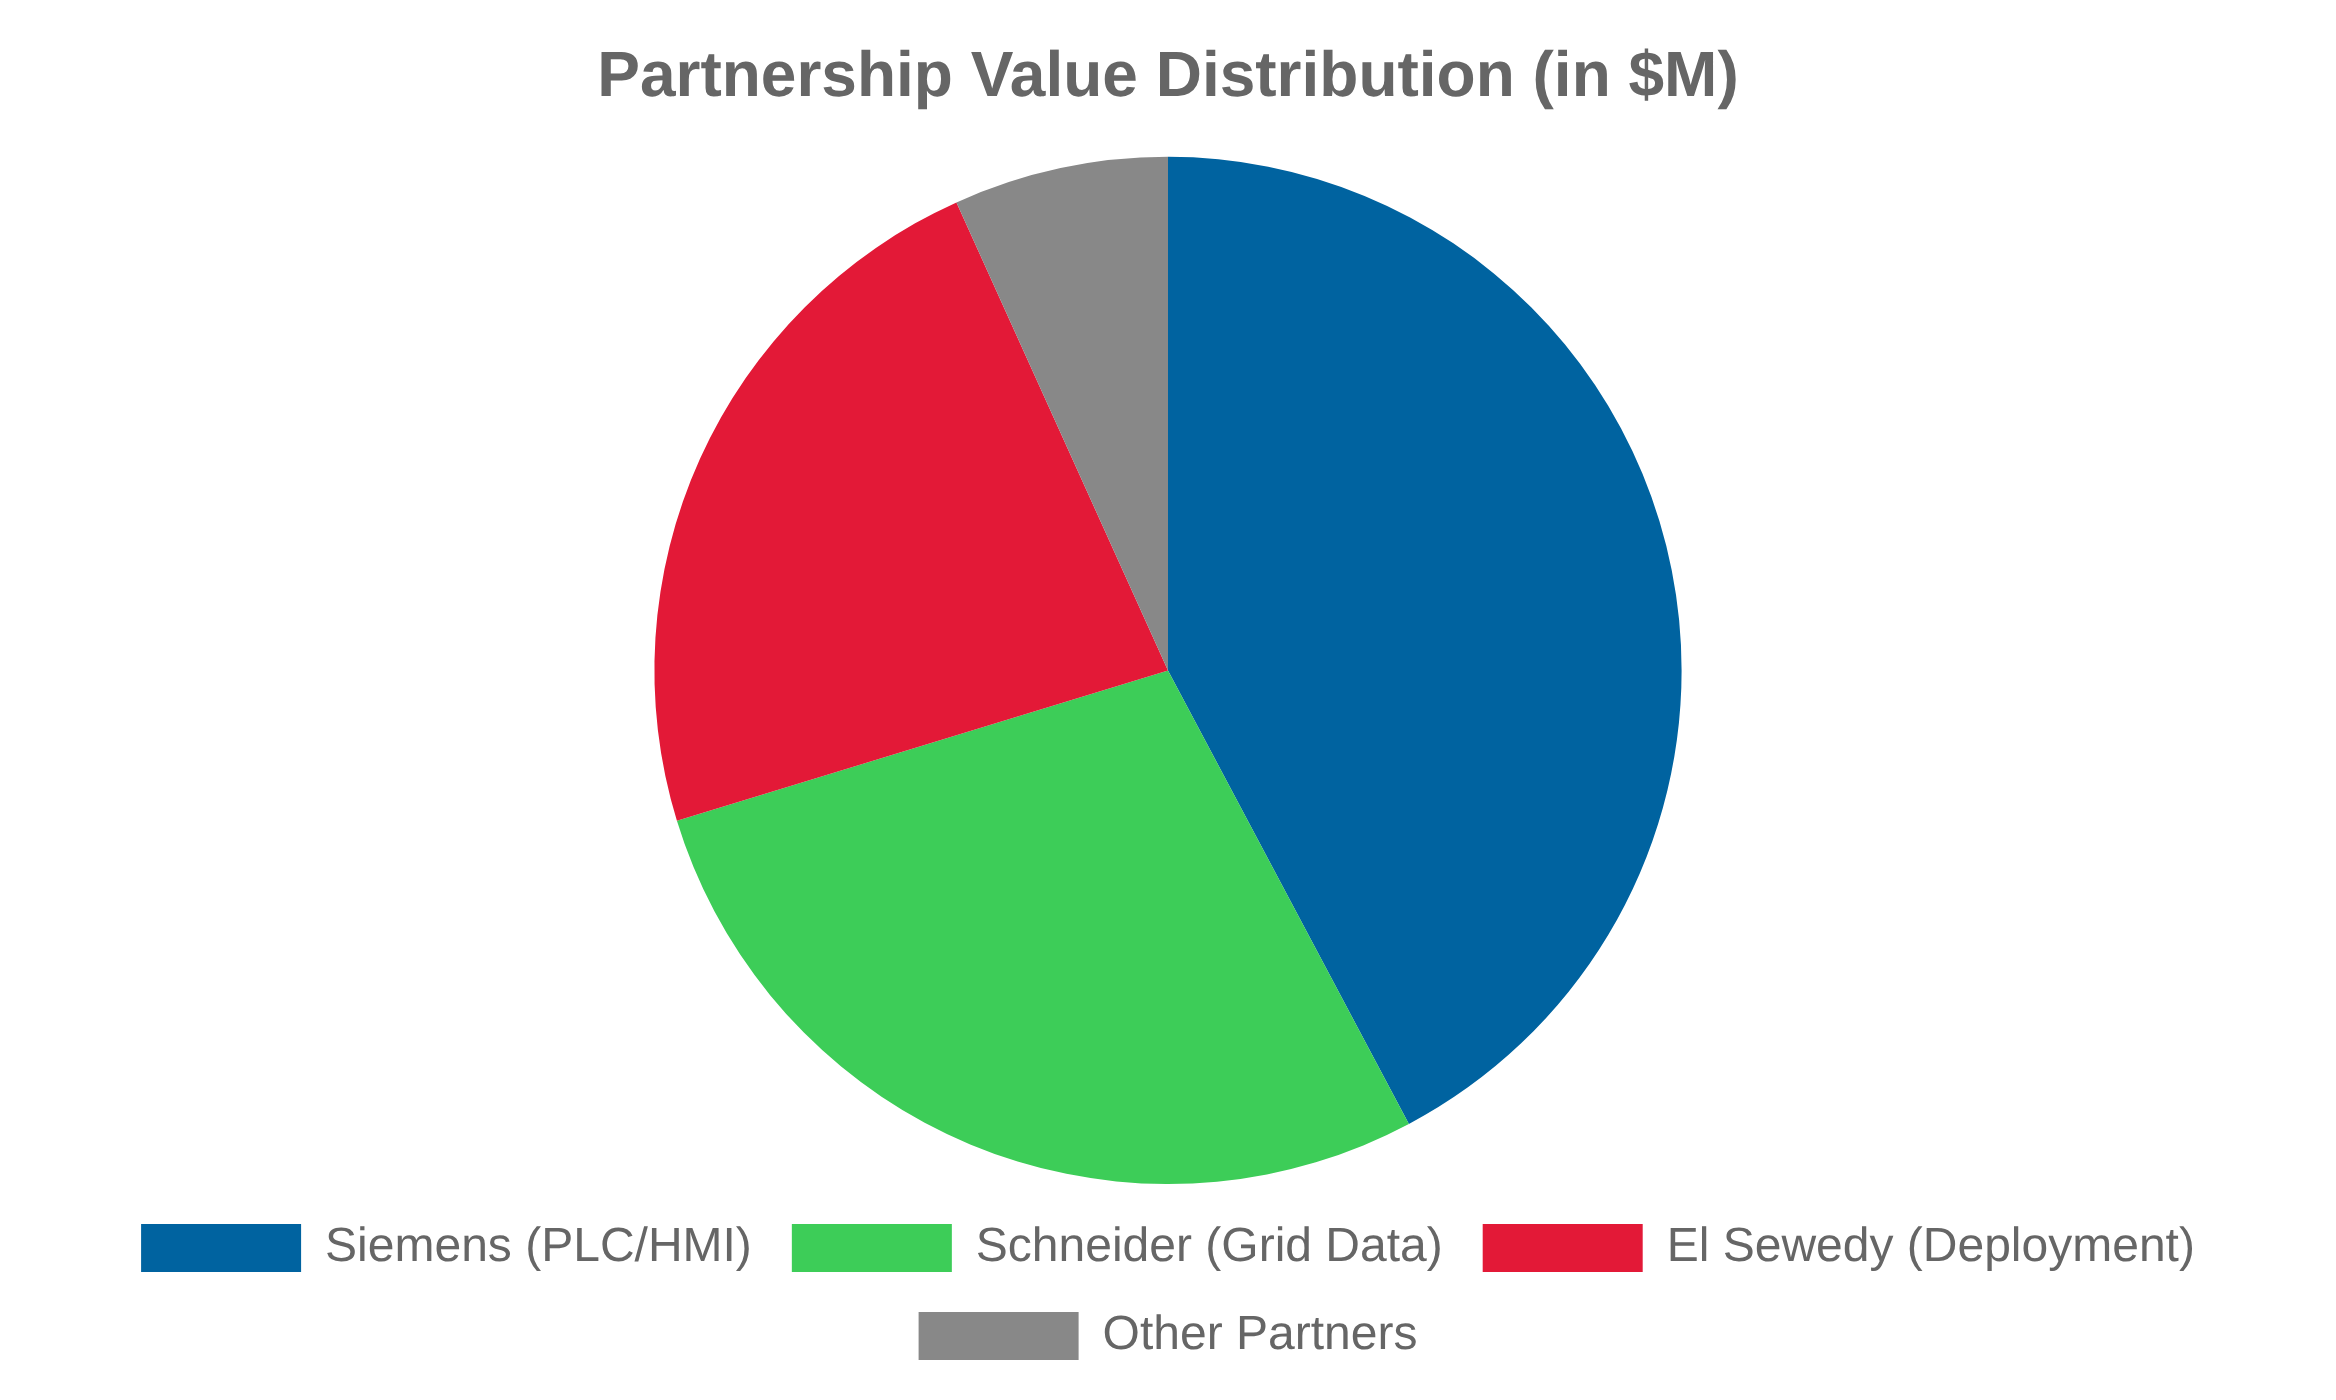 Partnership Value Distribution (in $M)
Siemens (PLC/HMI) Schneider (Grid Data) El Sewedy (Deployment)
Other Partners